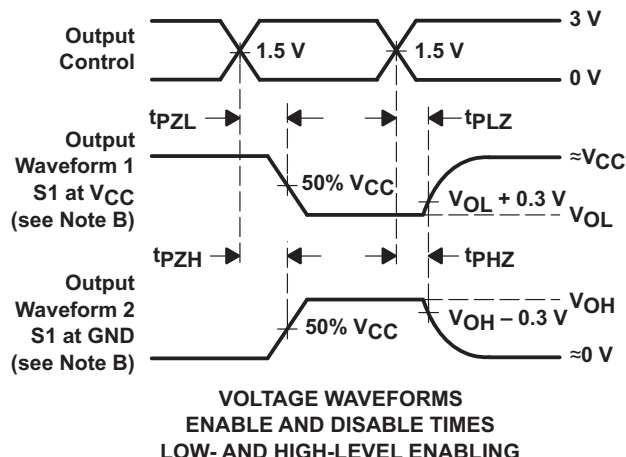 Output
Control
1.5 V
1.5 V
3 V
0 V
tPZL
tPLZ
Output
Waveform 1
S1 at VCC
(see Note B)
50% VCC
≈VCC
VOL + 0.3 V
VOL
tPZH
tPHZ
Output
Waveform 2
S1 at GND
(see Note B)
50% VCC
VOH
VOH – 0.3 V
≈0 V
VOLTAGE WAVEFORMS
ENABLE AND DISABLE TIMES
LOW- AND HIGH-LEVEL ENABLING